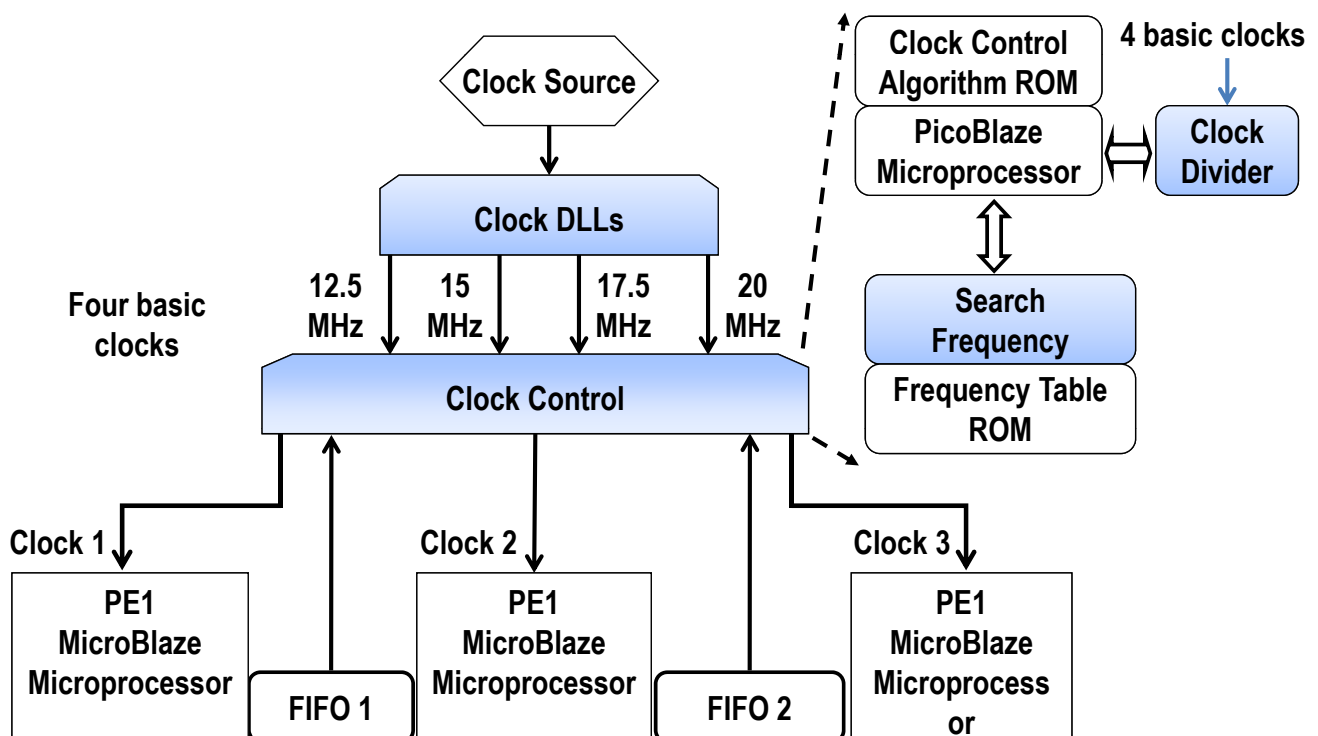 Clock Source
Clock DLLs
Four basic
clocks
12.5
MHz
15
MHz
17.5
MHz
20
MHz
Clock Control
Clock Control
Algorithm ROM
PicoBlaze
Microprocessor
4 basic clocks
Clock
Divider
Search
Frequency
Frequency Table
ROM
Clock 1
PE1
MicroBlaze
Microprocessor
FIFO 1
Clock 2
PE1
MicroBlaze
Microprocessor
FIFO 2
Clock 3
PE1
MicroBlaze
Microprocess
or